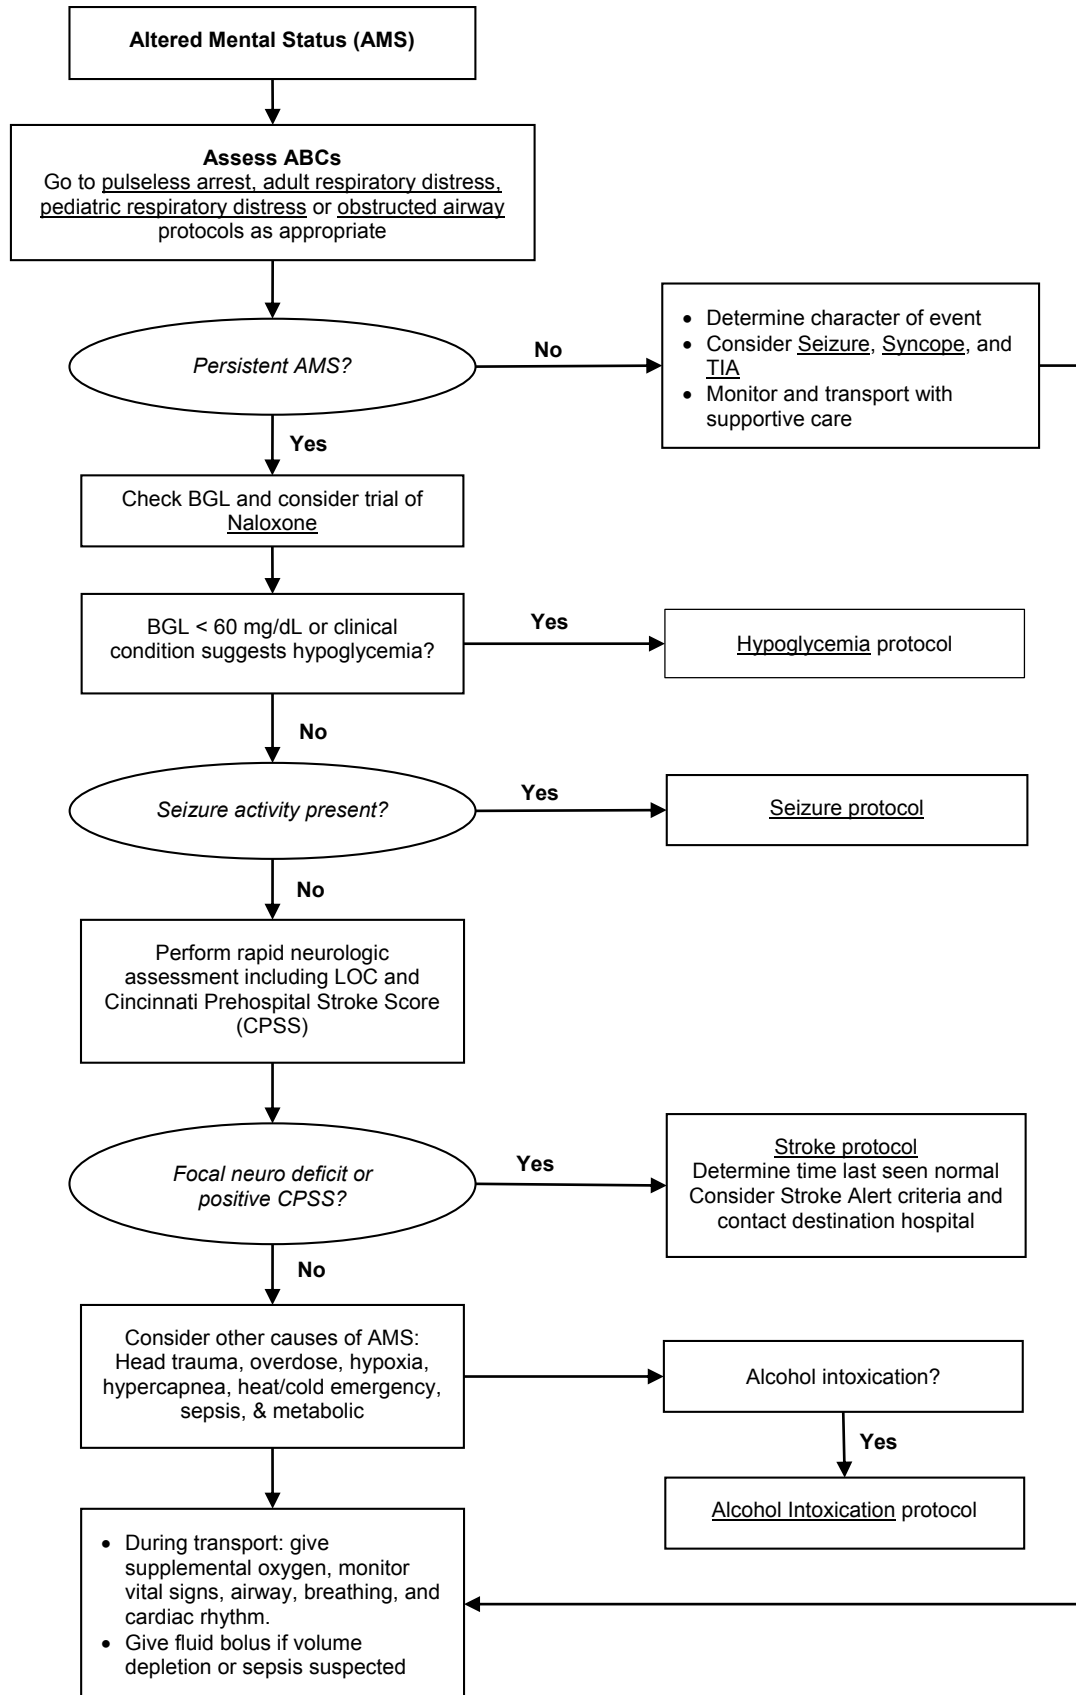 Altered Mental Status (AMS)
Assess ABCs
Go to pulseless arrest, adult respiratory distress,
pediatric respiratory distress or obstructed airway
protocols as appropriate
Persistent AMS?
No
• Determine character of event
• Consider Seizure, Syncope, and
TIA
• Monitor and transport with
supportive care
Yes
Check BGL and consider trial of
Naloxone
BGL < 60 mg/dL or clinical
condition suggests hypoglycemia?
Yes
Hypoglycemia protocol
No
Seizure activity present?
Yes
Seizure protocol
No
Perform rapid neurologic
assessment including LOC and
Cincinnati Prehospital Stroke Score
(CPSS)
Focal neuro deficit or
positive CPSS?
Yes
Stroke protocol
Determine time last seen normal
Consider Stroke Alert criteria and
contact destination hospital
No
Consider other causes of AMS:
Head trauma, overdose, hypoxia,
hypercapnea, heat/cold emergency,
sepsis, & metabolic
Alcohol intoxication?
Yes
Alcohol Intoxication protocol
• During transport: give
supplemental oxygen, monitor
vital signs, airway, breathing, and
cardiac rhythm.
• Give fluid bolus if volume
depletion or sepsis suspected